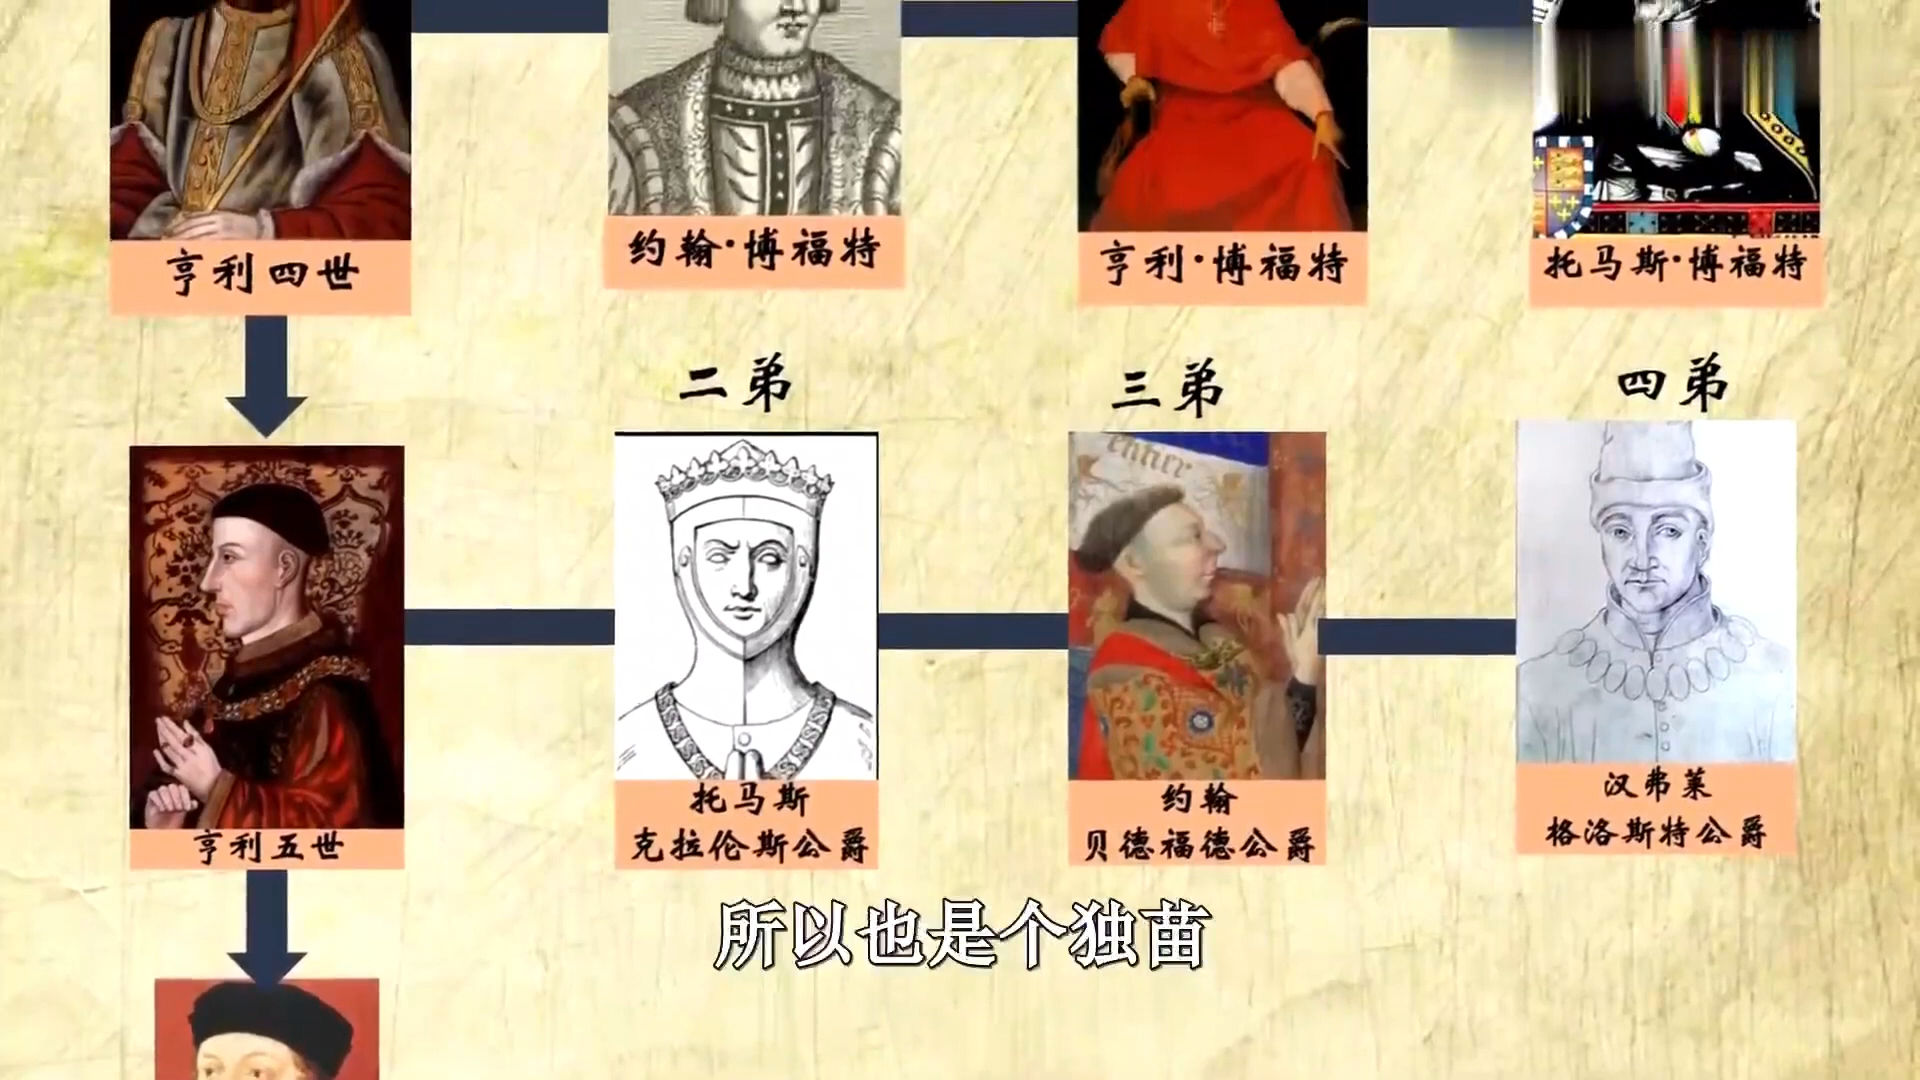 亨利四世
约翰·博福特
亨利·博福特
托马斯·博福特
二弟
三弟
四弟
enner
亨利五世
托马斯
克拉伦斯公爵
约翰
贝德福德公爵
汉弗莱
格洛斯特公爵
所以也是个独苗